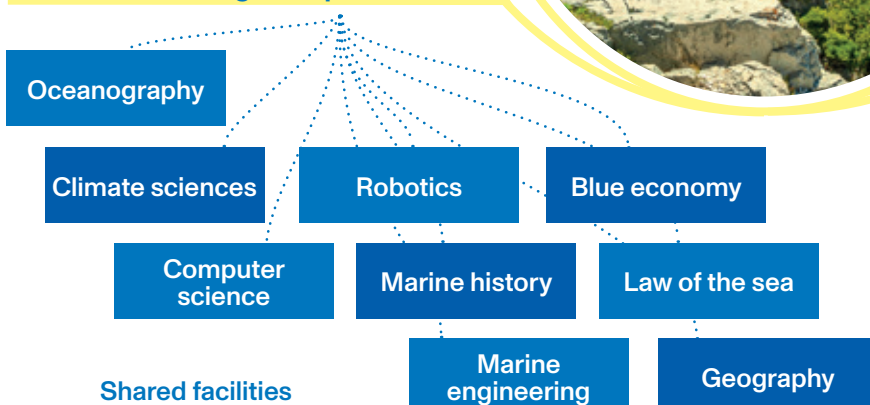 Oceanography
Climate sciences
Robotics
Blue economy
Computer
science
Marine history
Law of the sea
Marine
engineering
Geography
Shared facilities